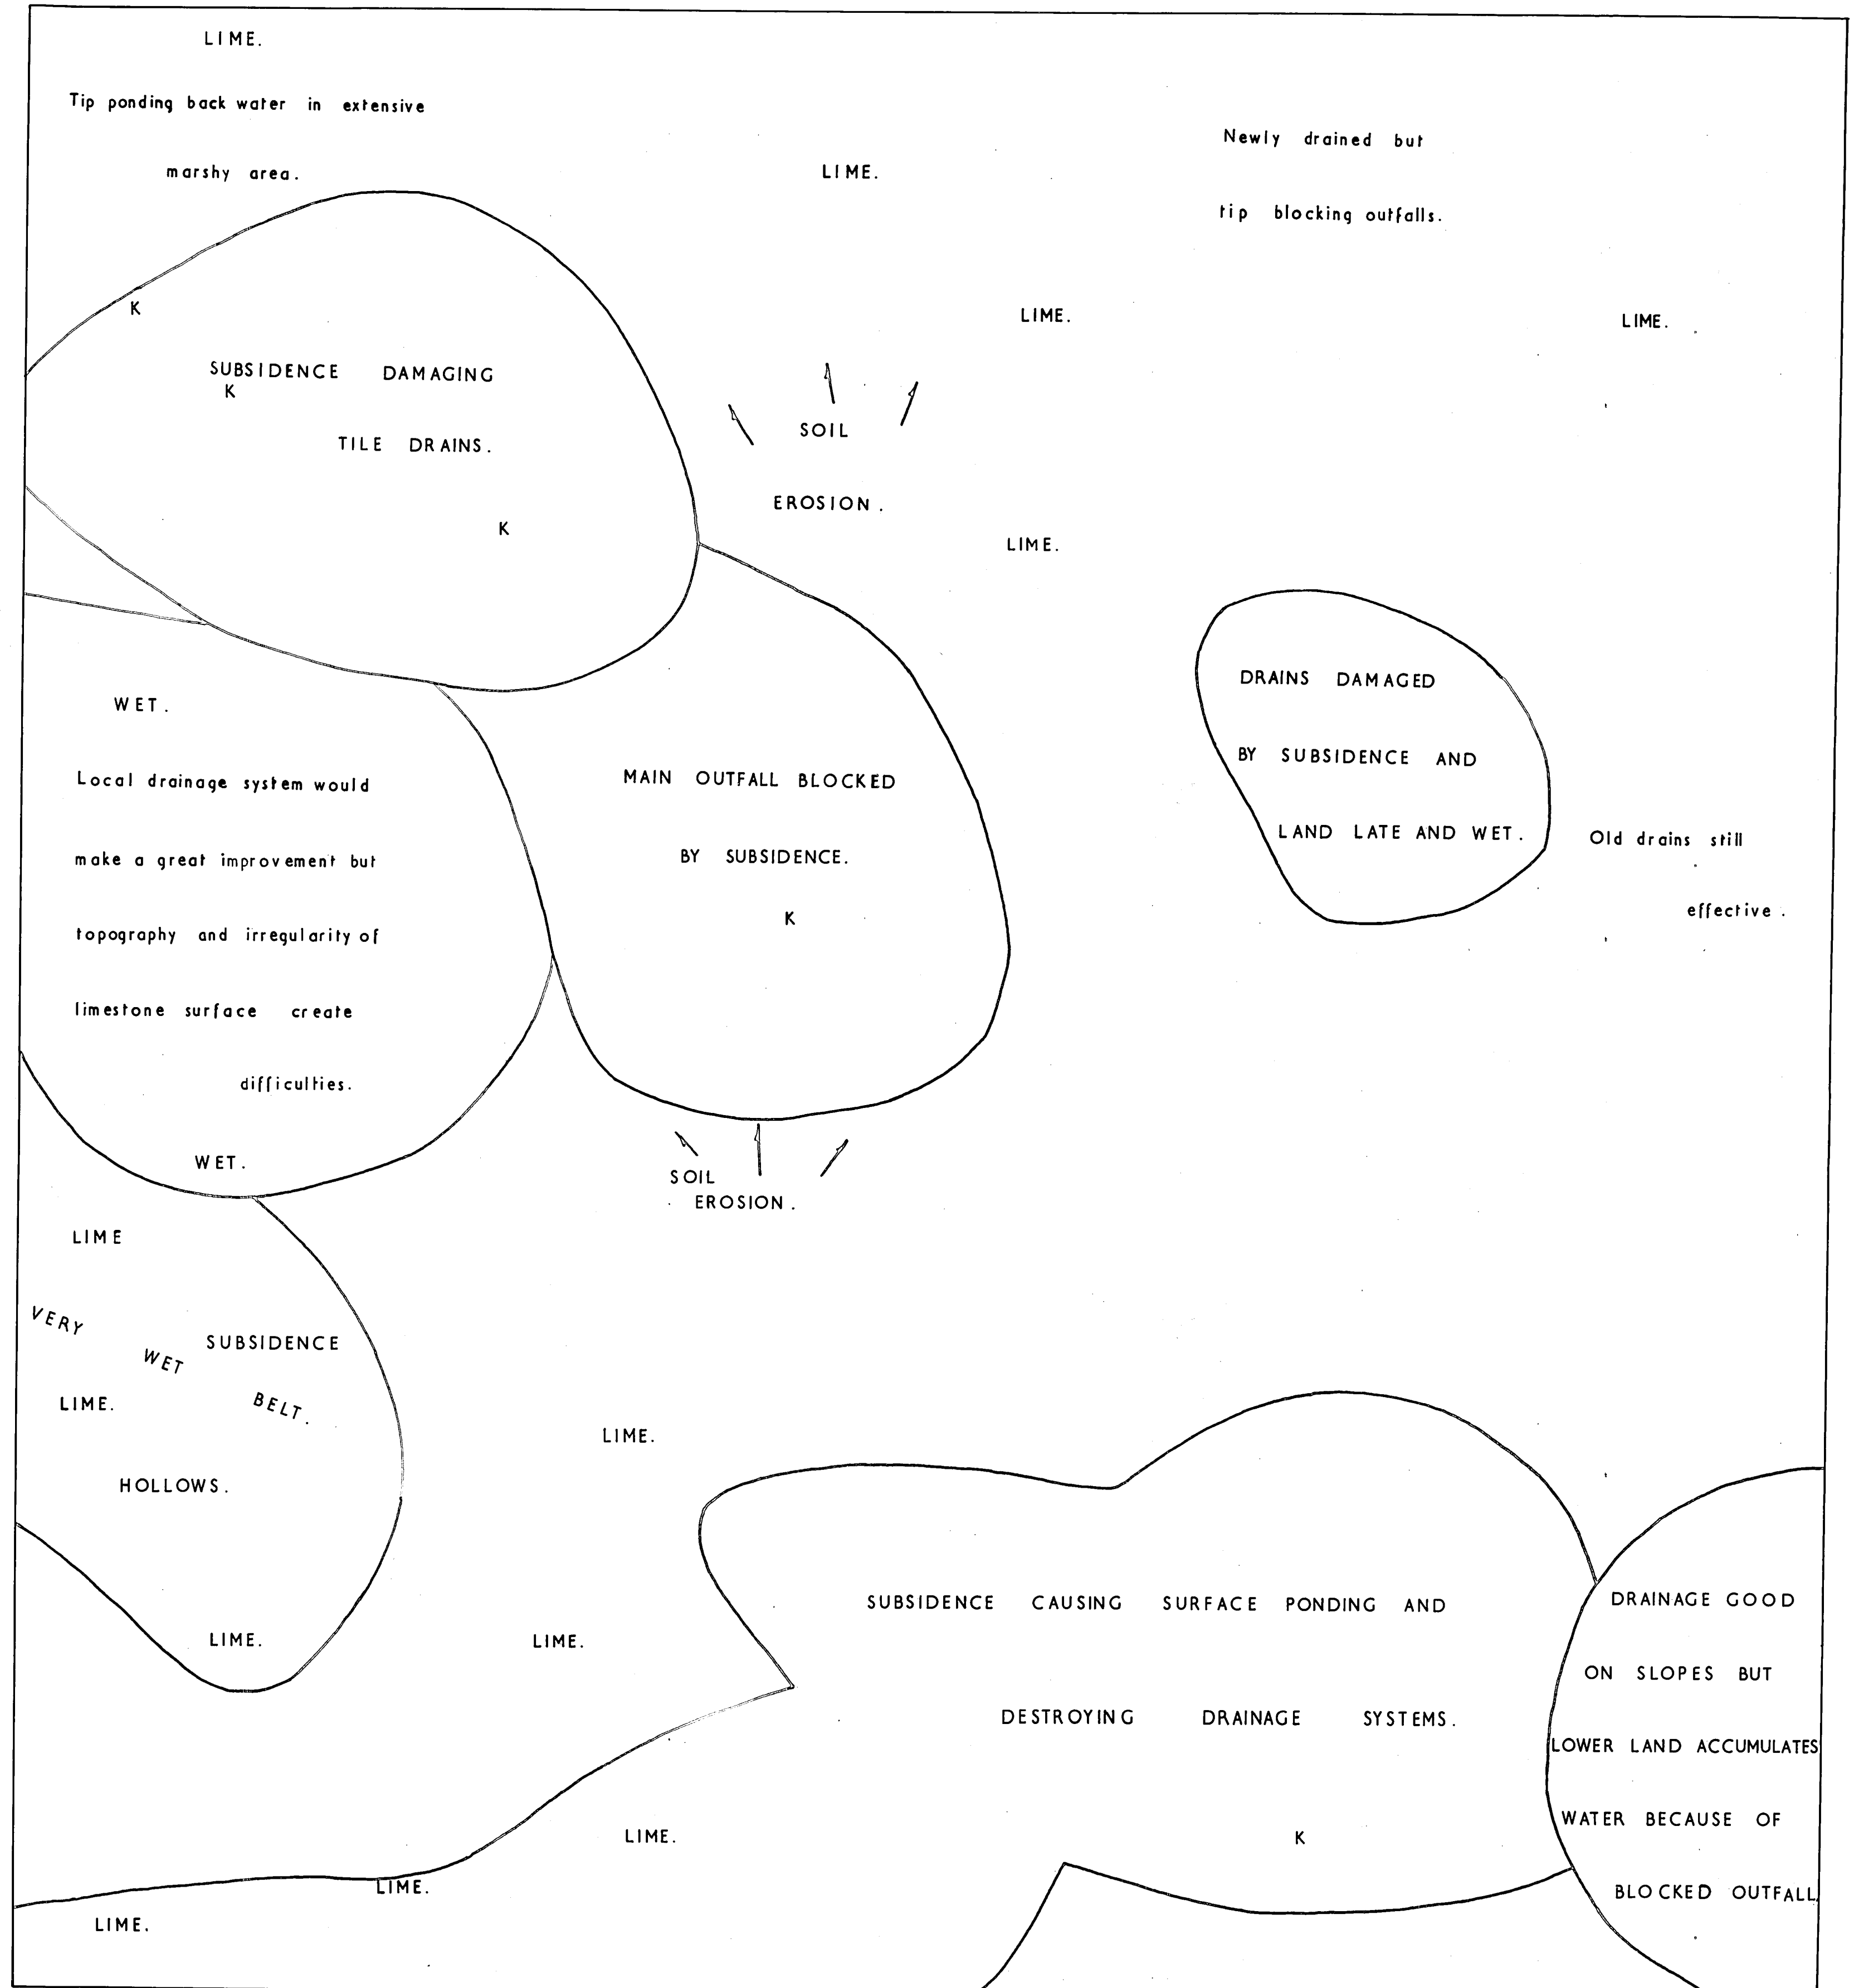 LIME.
Tip ponding back water in extensive
marshy area.
LIME.
Newly drained but
tip blocking outfalls.
K
LIME.
LIME.
SUBSIDENCE DAMAGING
K
TILE DRAINS.
K
SOIL
EROSION.
LIME.
WET.
Local drainage system would
make a great improvement but
topography and irregularity of
limestone surface create
difficulties.
WET.
MAIN OUTFALL BLOCKED
BY SUBSIDENCE.
K
DRAINS DAMAGED
BY SUBSIDENCE AND
LAND LATE AND WET.
Old drains still
effective.
SOIL
EROSION.
LIME
VERY WET BELT.
SUBSIDENCE
LIME.
HOLLOWS.
LIME.
LIME.
LIME.
SUBSIDENCE CAUSING SURFACE PONDING AND
DESTROYING DRAINAGE SYSTEMS.
K
DRAINAGE GOOD
ON SLOPES BUT
LOWER LAND ACCUMULATES
WATER BECAUSE OF
BLOCKED OUTFALL
LIME.
LIME.
LIME.